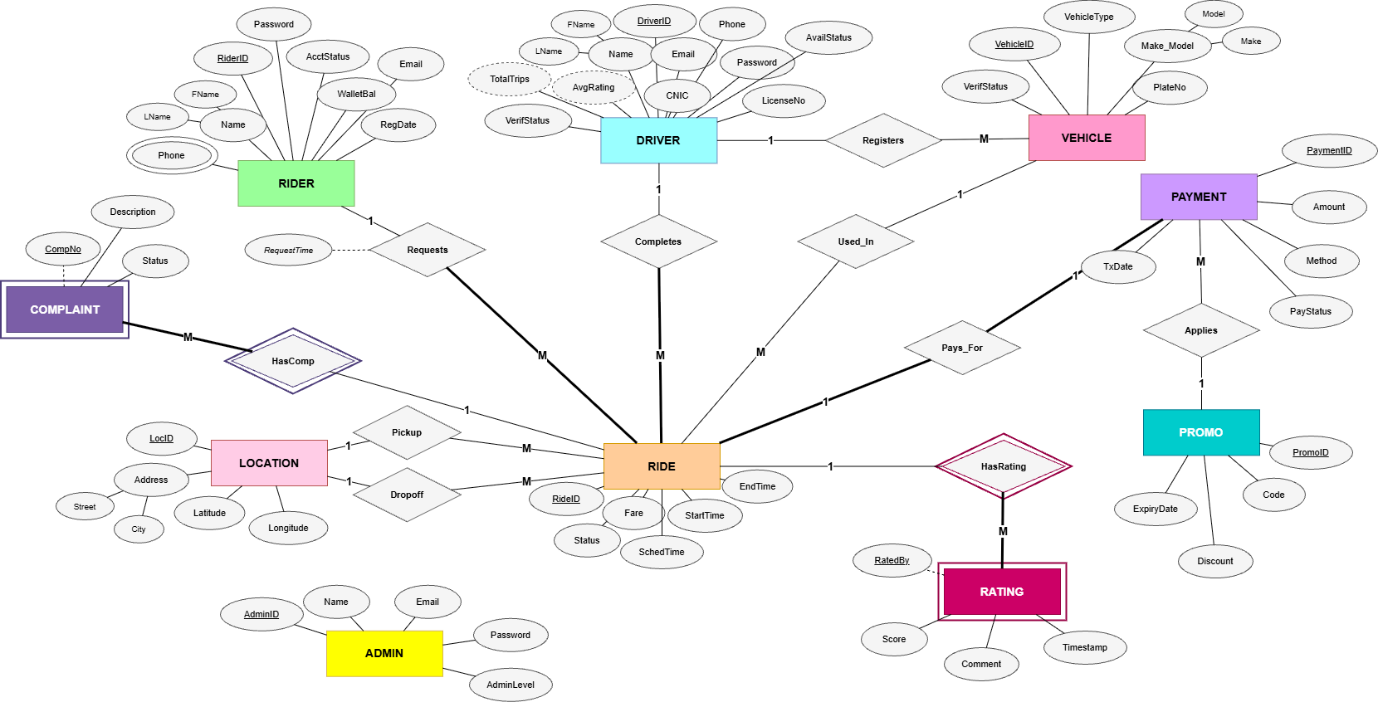 Password
RiderID
AcctStatus
Email
FName
WalletBal
LName
Name
RegDate
Phone
RIDER
FName
DriverID
Phone
AvailStatus
LName
Name
Email
Password
TotalTrips
AvgRating
CNIC
LicenseNo
VerifStatus
DRIVER
1
Registers
M
VehicleType
Model
VehicleID
Make_Model
Make
VerifStatus
PlateNo
VEHICLE
PaymentID
PAYMENT
Amount
TxDate
Method
PayStatus
M
Applies
1
PROMO
PromoID
Code
ExpiryDate
Discount
Description
CompNo
Status
COMPLAINT
M
HasComp
1
1
RequestTime
Requests
M
1
Completes
M
1
Used_In
M
1
Pays_For
1
LocID
LOCATION
Address
Street
City
Latitude
Longitude
1
Pickup
M
1
Dropoff
M
RIDE
RideID
Fare
StartTime
EndTime
Status
SchedTime
1
HasRating
M
RatedBy
RATING
Score
Comment
Timestamp
AdminID
Name
Email
Password
ADMIN
AdminLevel